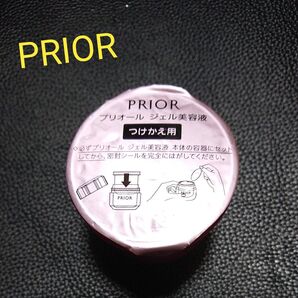 PRIOR
PRIOR
プリオール ジェル美容液
つけかえ用
○必ずプリオール ジェル美容液 本体の容器にセット
してから、密封シールを完全にはがしてください。
PRIOR